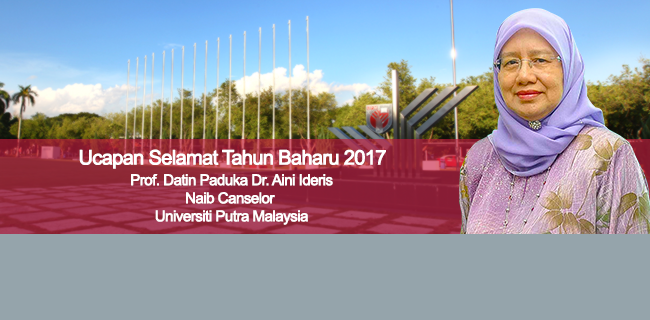 Ucapan Selamat Tahun Baharu 2017
Prof. Datin Paduka Dr. Aini Ideris
Naib Canselor
Universiti Putra Malaysia